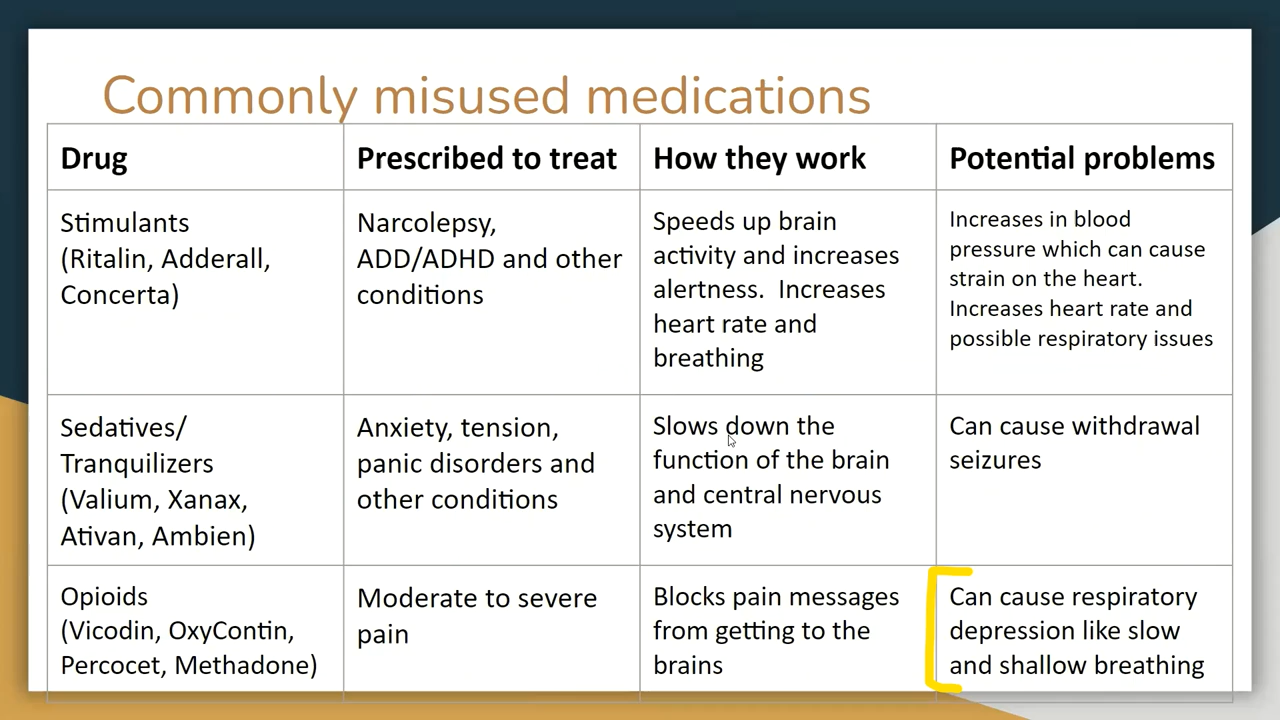 Commonly misused medications
Drug
Prescribed to treat
How they work
Potential problems
Stimulants
(Ritalin, Adderall,
Concerta)
Narcolepsy,
ADD/ADHD and other
conditions
Speeds up brain
activity and increases
alertness.  Increases
heart rate and
breathing
Increases in blood
pressure which can cause
strain on the heart.
Increases heart rate and
possible respiratory issues
Sedatives/
Tranquilizers
(Valium, Xanax,
Ativan, Ambien)
Anxiety, tension,
panic disorders and
other conditions
Slows down the
function of the brain
and central nervous
system
Can cause withdrawal
seizures
Opioids
(Vicodin, OxyContin,
Percocet, Methadone)
Moderate to severe
pain
Blocks pain messages
from getting to the
brains
Can cause respiratory
depression like slow
and shallow breathing